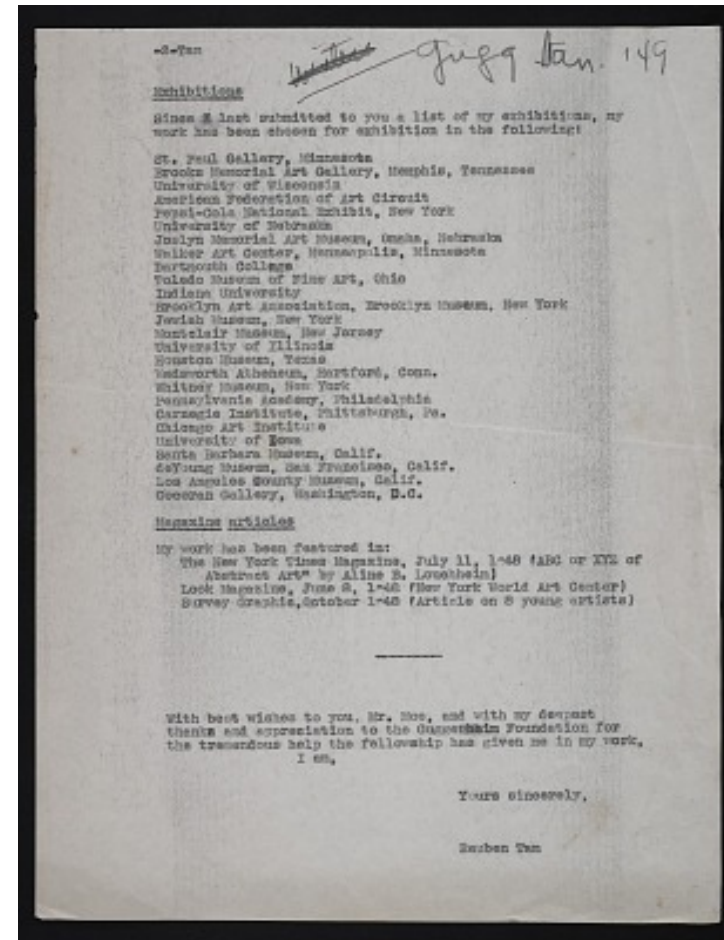 -2-Tam
Gugg Jan. '49
Exhibitions
Since I last submitted to you a list of my exhibitions, my
work has been chosen for exhibition in the following:
St. Paul Gallery, Minnesota
Brooks Memorial Art Gallery, Memphis, Tennessee
University of Wisconsin
American Federation of Art Circuit
Pepsi-Cola National Exhibit, New York
University of Nebraska
Joslyn Memorial Art Museum, Omaha, Nebraska
Walker Art Center, Menneapolis, Minnesota
Dartmouth College
Toledo Museum of Fine Art, Ohio
Indiana University
Brooklyn Art Association, Brooklyn Museum, New York
Jewish Museum, New York
Montclair Museum, New Jersey
University of Illinois
Houston Museum, Texas
Wadsworth Atheneum, Hartford, Conn.
Whitney Museum, New York
Pennsylvania Academy, Philadelphia
Carnegie Institute, Phittsburgh, Pa.
Chicago Art Institute
University of Iowa
Santa Barbara Museum, Calif.
deYoung Museum, San Francisco, Calif.
Los Angeles County Museum, Calif.
Cocoran Gallery, Washington, D.C.
Magazine articles
My work has been featured in:
The New York Times Magazine, July 11, 1948 (ABC or XYZ of
Abstract Art" by Aline B. Louchheim)
Look Magazine, June 8, 1948 (New York World Art Center)
Survey Graphic, October 1948 (Article on 8 young artists)
With best wishes to you, Mr. Moe, and with my deepest
thanks and appreciation to the Guggenheim Foundation for
the tremendous help the fellowship has given me in my work,
I am,
Yours sincerely,
Reuben Tam